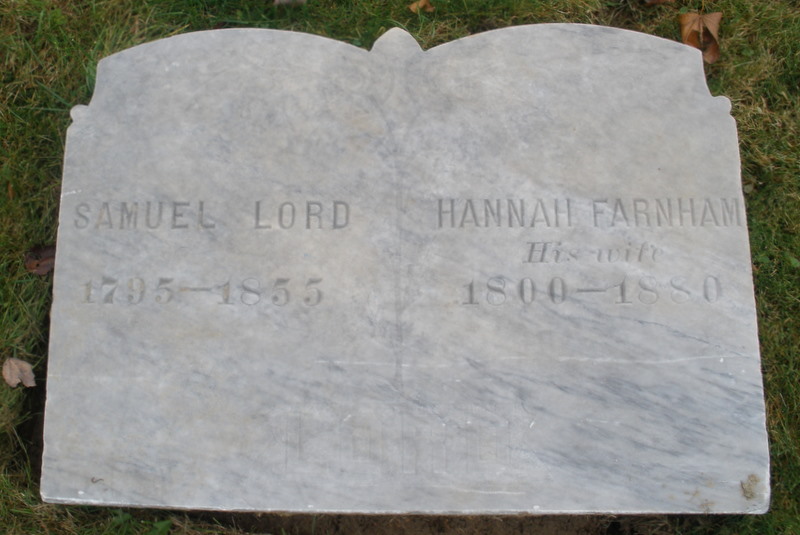 SAMUEL LORD
1795–1855
HANNAH FARNHAM
His wife
1800–1880